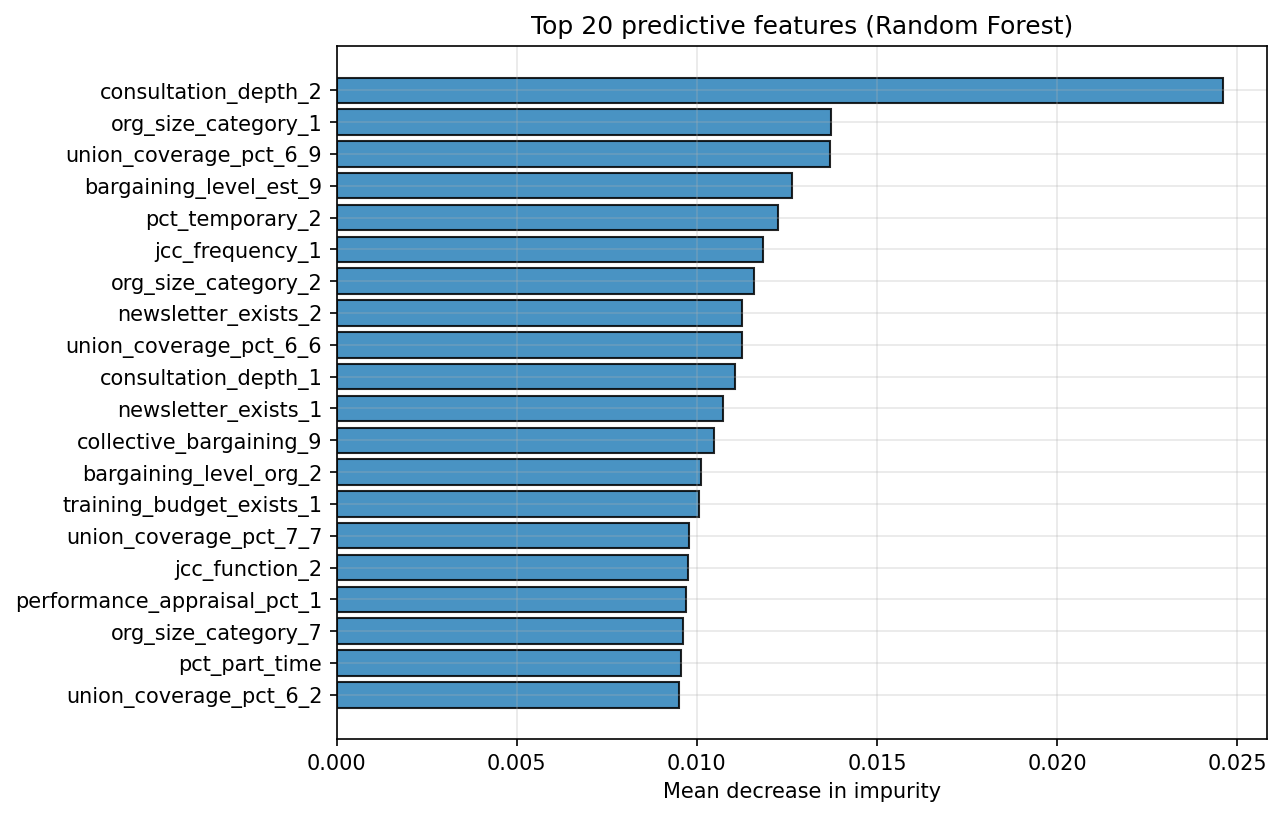 Top 20 predictive features (Random Forest)
consultation_depth_2
org_size_category_1
union_coverage_pct_6_9
bargaining_level_est_9
pct_temporary_2
jcc_frequency_1
org_size_category_2
newsletter_exists_2
union_coverage_pct_6_6
consultation_depth_1
newsletter_exists_1
collective_bargaining_9
bargaining_level_org_2
training_budget_exists_1
union_coverage_pct_7_7
jcc_function_2
performance_appraisal_pct_1
org_size_category_7
pct_part_time
union_coverage_pct_6_2
0.000 0.005 0.010 0.015 0.020 0.025
Mean decrease in impurity